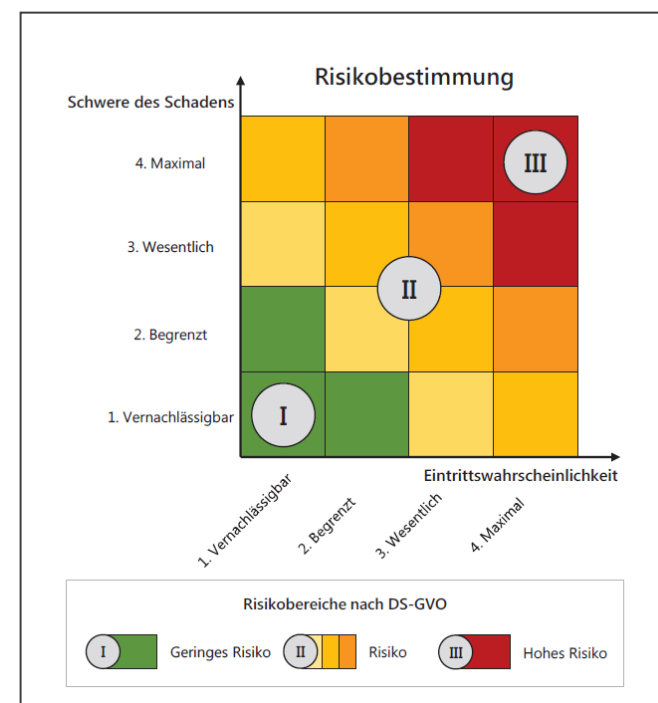 Risikobestimmung
Schwere des Schadens
4. Maximal
III
3. Wesentlich
II
2. Begrenzt
1. Vernachlässigbar
I
Eintrittswahrscheinlichkeit
1. Vernachlässigbar
2. Begrenzt
3. Wesentlich
4. Maximal
Risikobereiche nach DS-GVO
I Geringes Risiko II Risiko III Hohes Risiko